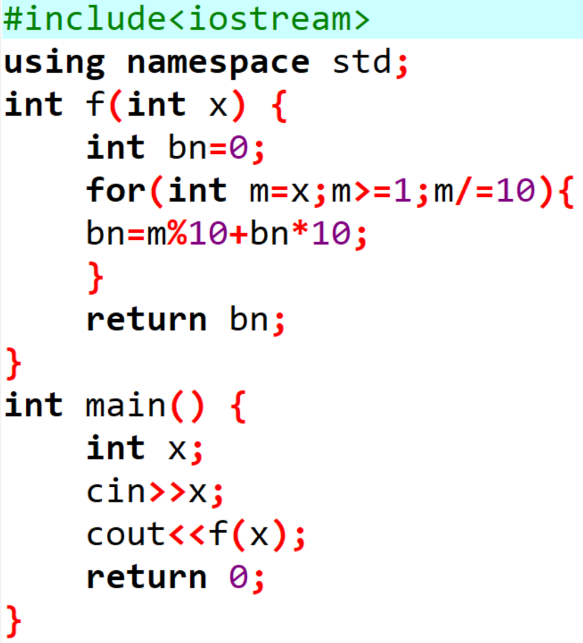 #include<iostream>
using namespace std;
int f(int x) {
    int bn=0;
    for(int m=x;m>=1;m/=10){
    bn=m%10+bn*10;
    }
    return bn;
}
int main() {
    int x;
    cin>>x;
    cout<<f(x);
    return 0;
}